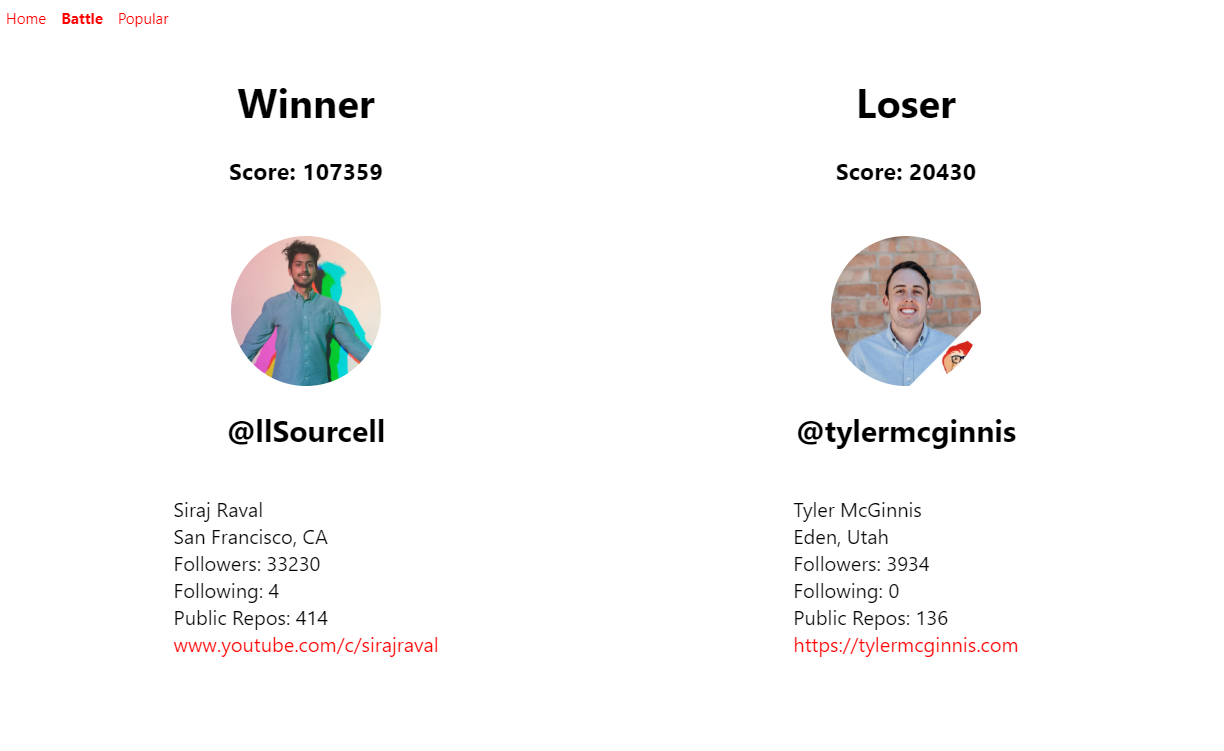 Home Battle Popular
Winner
Score: 107359
@llSourcell
Siraj Raval
San Francisco, CA
Followers: 33230
Following: 4
Public Repos: 414
www.youtube.com/c/sirajraval
Loser
Score: 20430
@tylermcginnis
Tyler McGinnis
Eden, Utah
Followers: 3934
Following: 0
Public Repos: 136
https://tylermcginnis.com